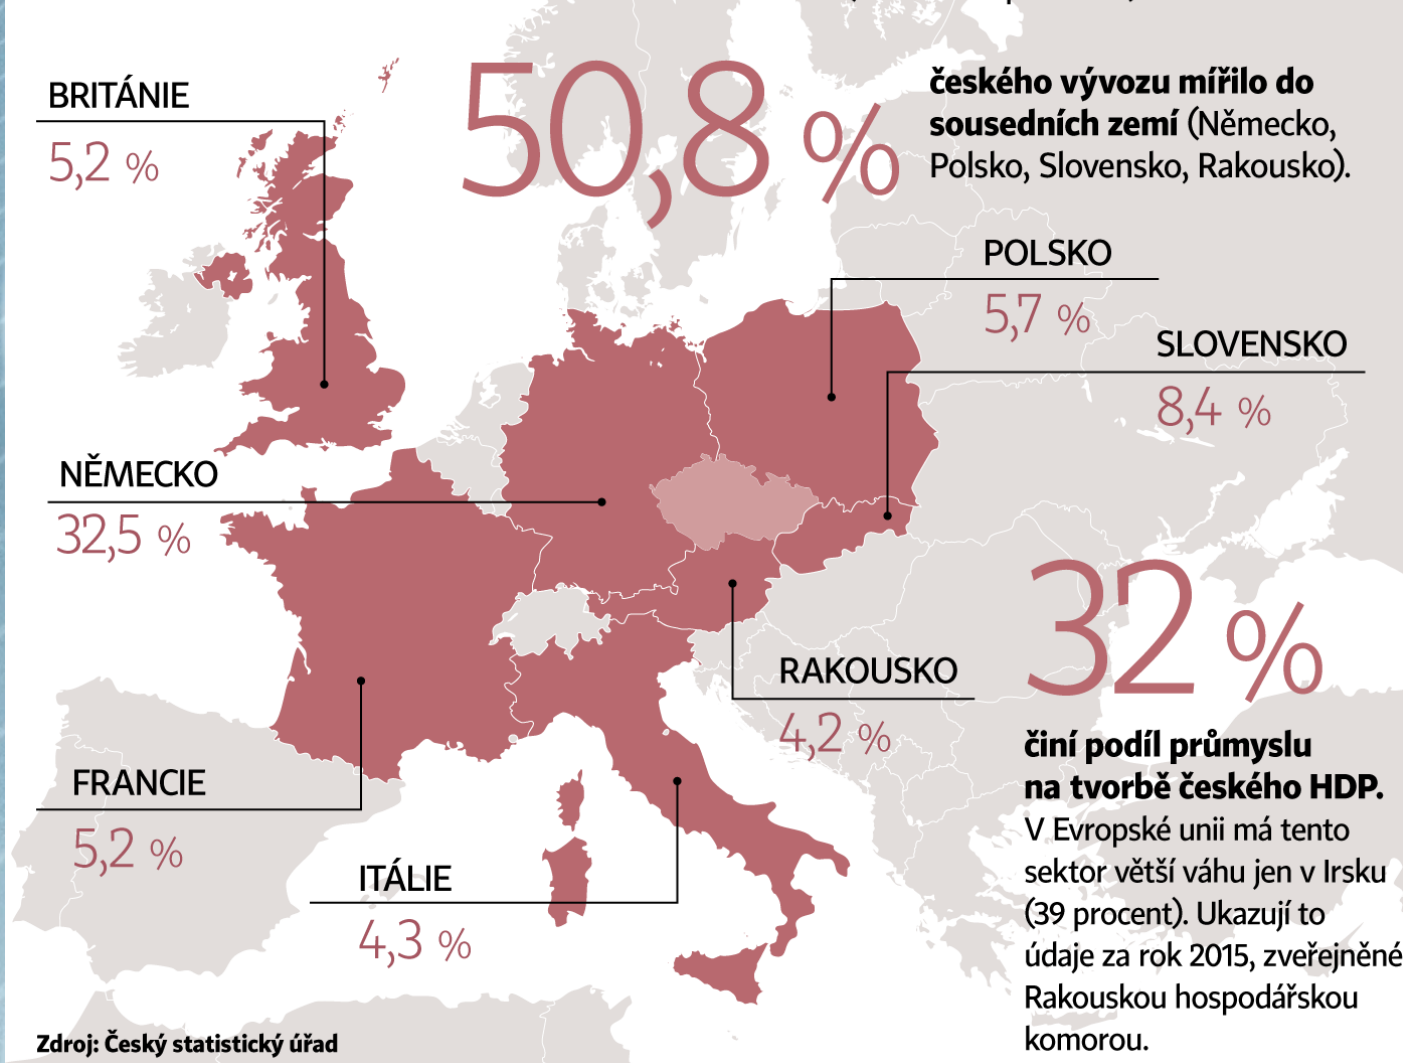 50,8 %
českého vývozu mířilo do
sousedních zemí (Německo,
Polsko, Slovensko, Rakousko).
BRITÁNIE
5,2 %
POLSKO
5,7 %
SLOVENSKO
8,4 %
NĚMECKO
32,5 %
RAKOUSKO
4,2 %
FRANCIE
5,2 %
ITÁLIE
4,3 %
32 %
činí podíl průmyslu
na tvorbě českého HDP.
V Evropské unii má tento
sektor větší váhu jen v Irsku
(39 procent). Ukazují to
údaje za rok 2015, zveřejněné
Rakouskou hospodářskou
komorou.
Zdroj: Český statistický úřad